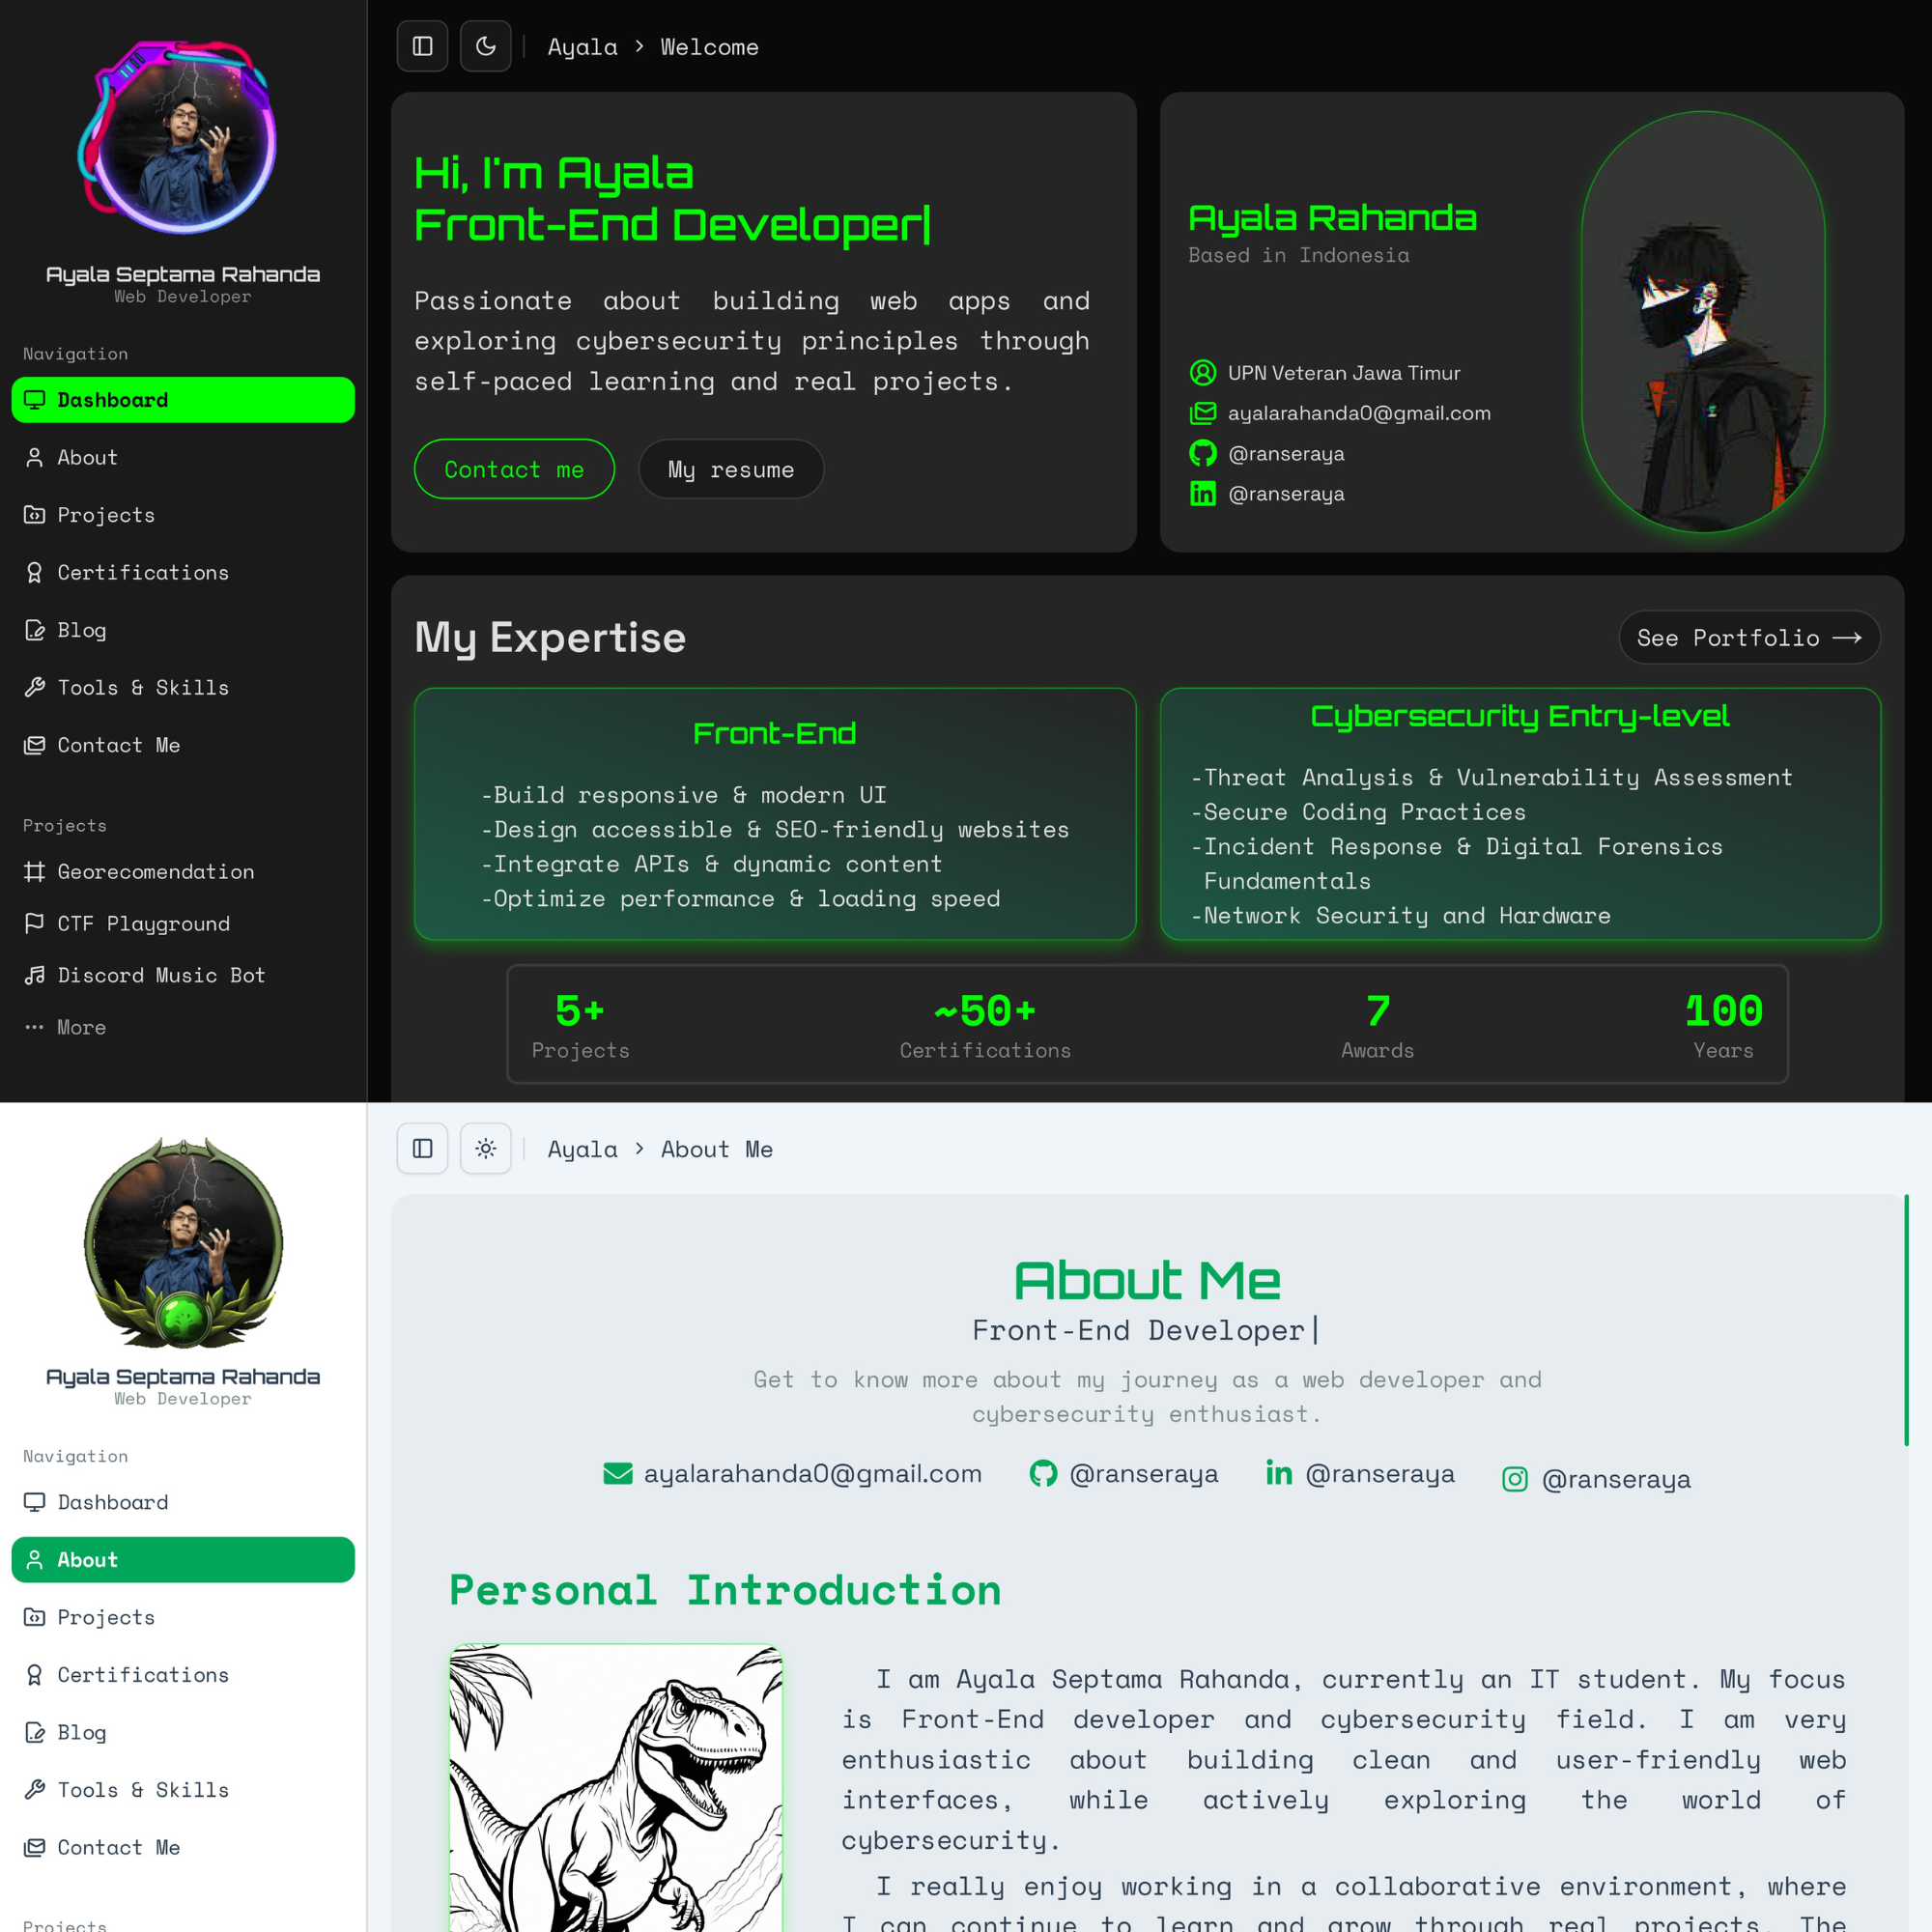 Ayala Septama Rahanda
Web Developer
Navigation
Dashboard
About
Projects
Certifications
Blog
Tools & Skills
Contact Me
Projects
Georecomendation
CTF Playground
Discord Music Bot
More
Ayala > Welcome
Hi, I'm Ayala
Front-End Developer|
Passionate about building web apps and
exploring cybersecurity principles through
self-paced learning and real projects.
Contact me
My resume
Ayala Rahanda
Based in Indonesia
UPN Veteran Jawa Timur
ayalarahanda0@gmail.com
@ranseraya
@ranseraya
My Expertise
See Portfolio →
Front-End
-Build responsive & modern UI
-Design accessible & SEO-friendly websites
-Integrate APIs & dynamic content
-Optimize performance & loading speed
Cybersecurity Entry-level
-Threat Analysis & Vulnerability Assessment
-Secure Coding Practices
-Incident Response & Digital Forensics
Fundamentals
-Network Security and Hardware
5+
Projects
~50+
Certifications
7
Awards
100
Years
Ayala Septama Rahanda
Web Developer
Navigation
Dashboard
About
Projects
Certifications
Blog
Tools & Skills
Contact Me
Projects
Ayala > About Me
About Me
Front-End Developer|
Get to know more about my journey as a web developer and
cybersecurity enthusiast.
ayalarahanda0@gmail.com
@ranseraya
@ranseraya
@ranseraya
Personal Introduction
I am Ayala Septama Rahanda, currently an IT student. My focus
is Front-End developer and cybersecurity field. I am very
enthusiastic about building clean and user-friendly web
interfaces, while actively exploring the world of
cybersecurity.
I really enjoy working in a collaborative environment, where
I can continue to learn and grow through real projects. The